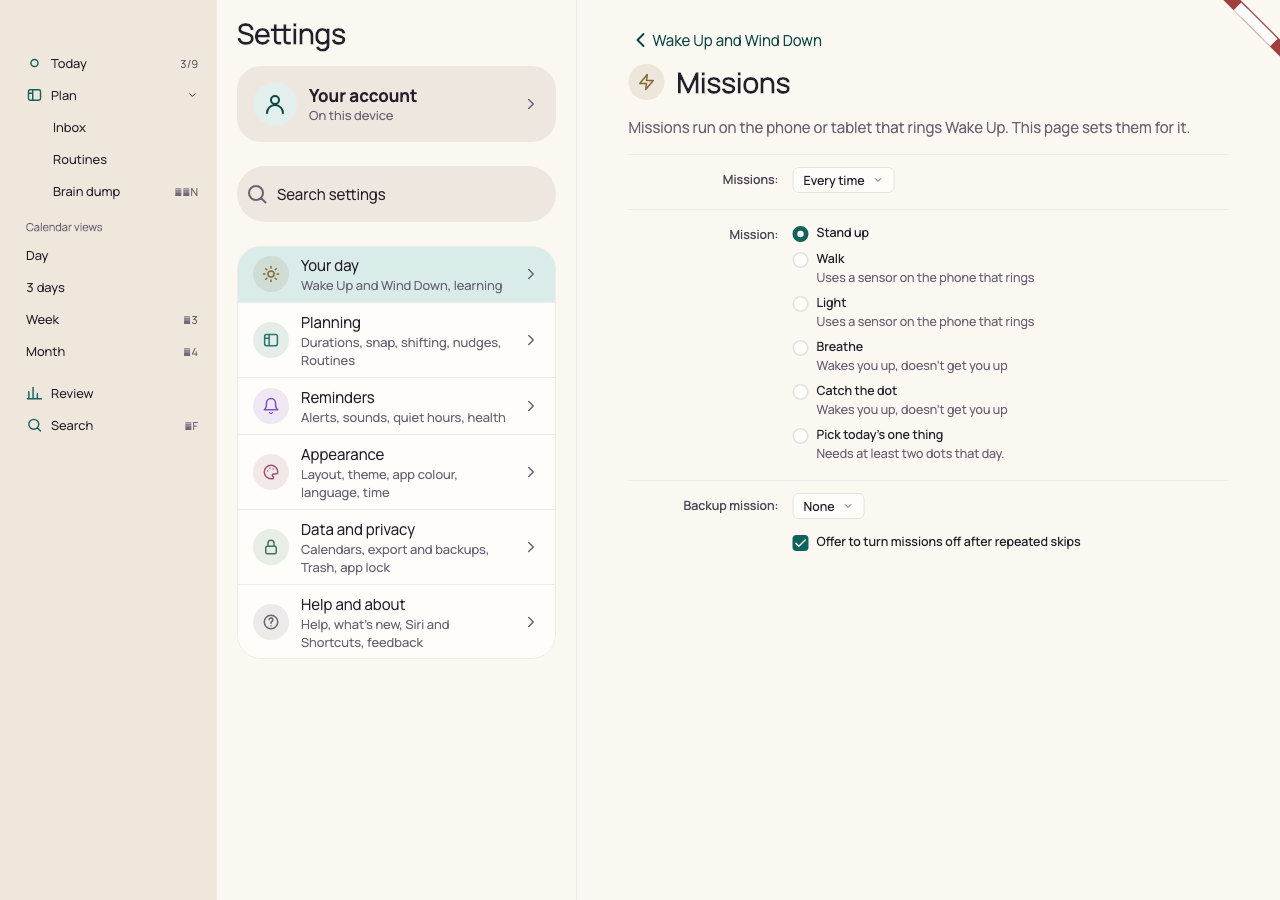 Today 3/9
Plan
Inbox
Routines
Brain dump N
Calendar views
Day
3 days
Week 3
Month 4
Review
Search F
Settings
Your account
On this device
Search settings
Your day
Wake Up and Wind Down, learning
Planning
Durations, snap, shifting, nudges,
Routines
Reminders
Alerts, sounds, quiet hours, health
Appearance
Layout, theme, app colour,
language, time
Data and privacy
Calendars, export and backups,
Trash, app lock
Help and about
Help, what's new, Siri and
Shortcuts, feedback
Wake Up and Wind Down
Missions
Missions run on the phone or tablet that rings Wake Up. This page sets them for it.
Missions: Every time
Mission: Stand up
Walk
Uses a sensor on the phone that rings
Light
Uses a sensor on the phone that rings
Breathe
Wakes you up, doesn't get you up
Catch the dot
Wakes you up, doesn't get you up
Pick today's one thing
Needs at least two dots that day.
Backup mission: None
Offer to turn missions off after repeated skips